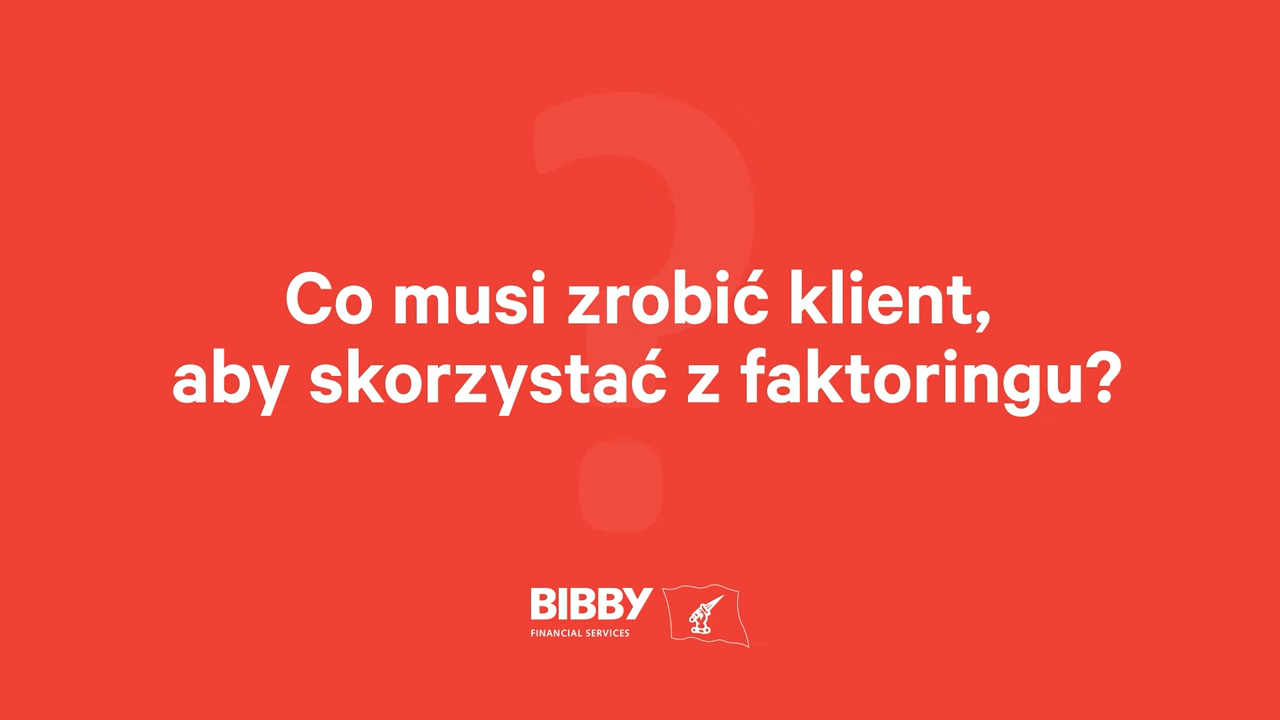 Co musi zrobić klient,
aby skorzystać z faktoringu?
BIBBY
FINANCIAL SERVICES